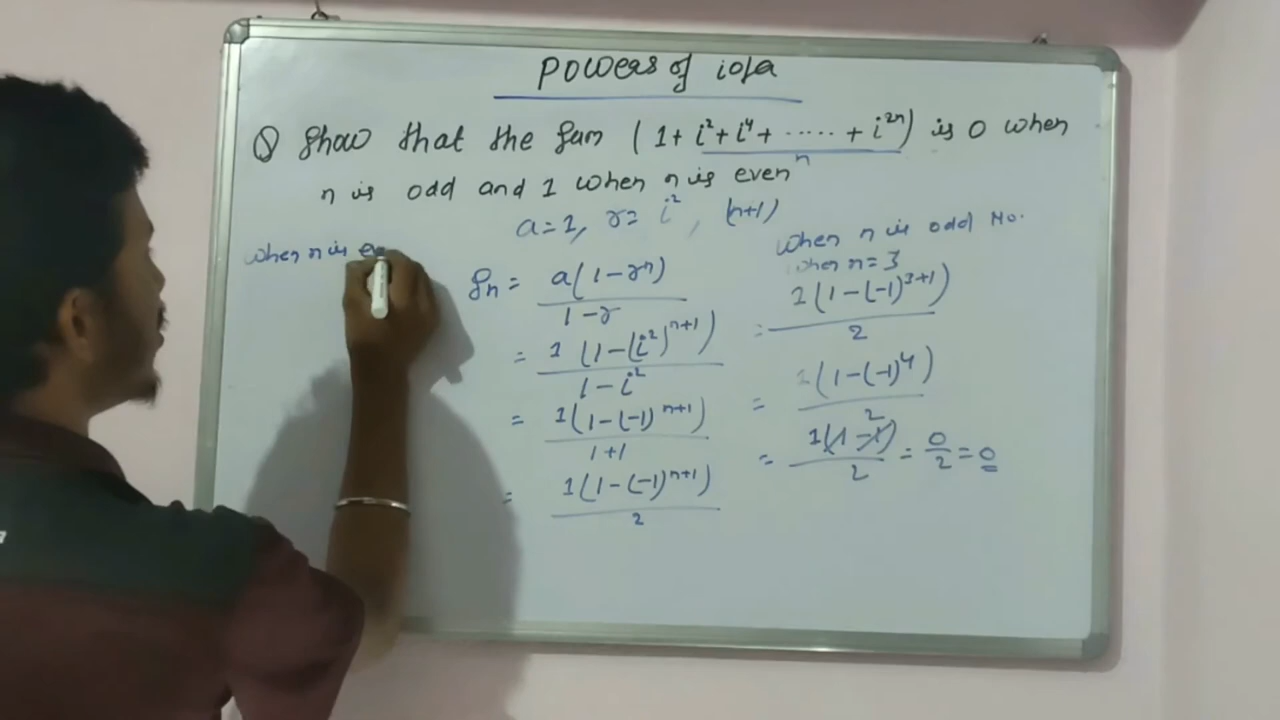 Powers of iota
Q Show that the Sum (1+i²+i⁴+.....+i²ⁿ) is 0 when
n is odd and 1 when n is even n
a=1, r=i², (n+1)
when n is
Sn = a(1-rⁿ)/1-r
= 1(1-(i²)ⁿ⁺¹)/1-i²
= 1(1-(-1)ⁿ⁺¹)/1+1
= 1(1-(-1)ⁿ⁺¹)/2
When n is odd No.
when n=3
= 1(1-(-1)³⁺¹)/2
= 1(1-(-1)⁴)/2
= 1(1-1)/2 = 0/2 = 0